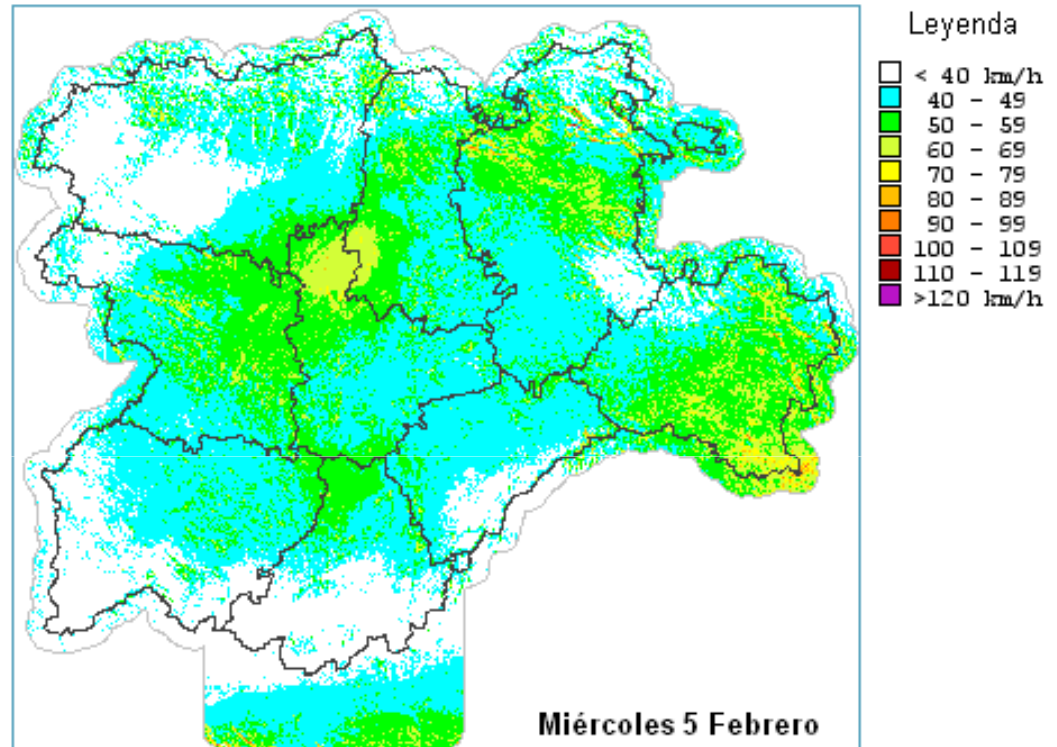 Leyenda
< 40 km/h
40 - 49
50 - 59
60 - 69
70 - 79
80 - 89
90 - 99
100 - 109
110 - 119
>120 km/h
Miércoles 5 Febrero